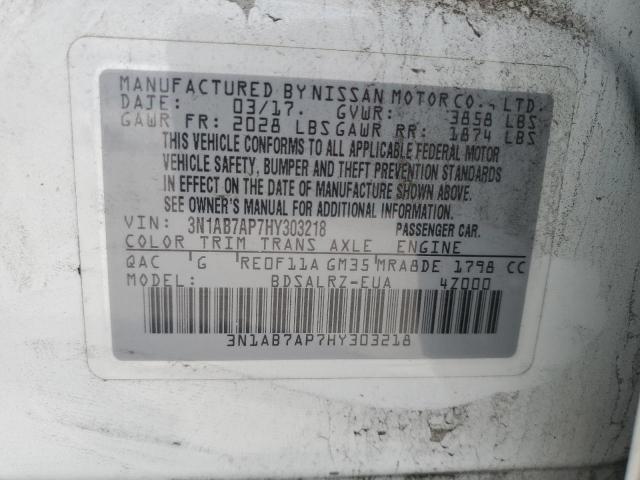 MANUFACTURED BY NISSAN MOTOR CO., LTD.
DATE: 03/17. GVWR: 3858 LBS
GAWR FR: 2028 LBS GAWR RR: 1874 LBS
THIS VEHICLE CONFORMS TO ALL APPLICABLE FEDERAL MOTOR
VEHICLE SAFETY, BUMPER AND THEFT PREVENTION STANDARDS
IN EFFECT ON THE DATE OF MANUFACTURE SHOWN ABOVE.
SEE OWNER'S MANUAL FOR ADDITIONAL INFORMATION.
VIN: 3N1AB7AP7HY303218 PASSENGER CAR.
COLOR TRIM TRANS AXLE ENGINE
QAC G RE0F11A GM35 MRA8DE 1798 CC
MODEL: BDSALRZ-EUA 4Z000
3N1AB7AP7HY303218